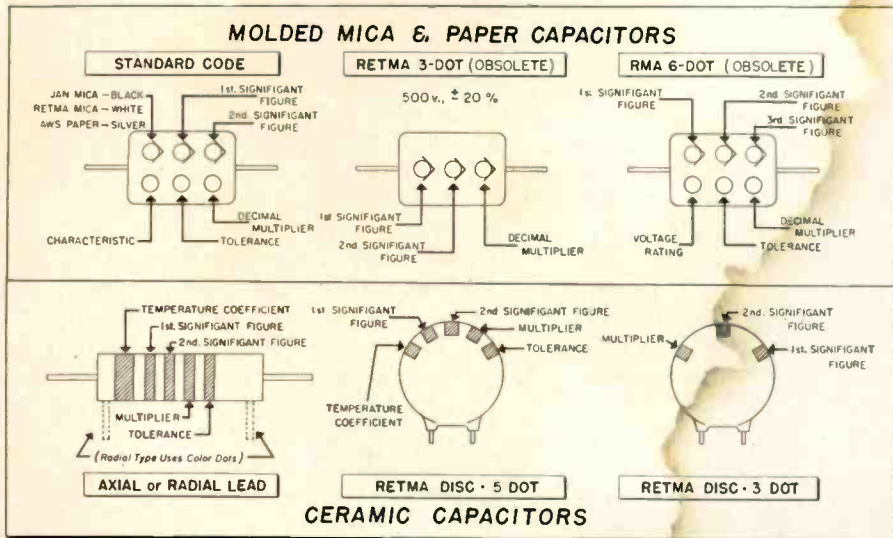 MOLDED MICA & PAPER CAPACITORS
STANDARD CODE
JAN MICA – BLACK
RETMA MICA – WHITE
AWS PAPER – SILVER
1st. SIGNIFIGANT
FIGURE
2nd. SIGNIFIGANT
FIGURE
CHARACTERISTIC
TOLERANCE
DECIMAL
MULTIPLIER
RETMA 3-DOT (OBSOLETE)
500 v., ± 20 %
1st SIGNIFIGANT
FIGURE
2nd SIGNIFIGANT
FIGURE
DECIMAL
MULTIPLIER
RMA 6-DOT (OBSOLETE)
1st SIGNIFIGANT
FIGURE
2nd SIGNIFIGANT
FIGURE
3rd SIGNIFIGANT
FIGURE
VOLTAGE
RATING
TOLERANCE
DECIMAL
MULTIPLIER
TEMPERATURE COEFFICIENT
1st. SIGNIFIGANT FIGURE
2nd. SIGNIFIGANT FIGURE
MULTIPLIER
TOLERANCE
(Radial Type Uses Color Dots)
AXIAL or RADIAL LEAD
1st SIGNIFIGANT
FIGURE
2nd SIGNIFIGANT FIGURE
MULTIPLIER
TOLERANCE
TEMPERATURE
COEFFICIENT
RETMA DISC · 5 DOT
2nd. SIGNIFIGANT
FIGURE
MULTIPLIER
1st. SIGNIFIGANT
FIGURE
RETMA DISC · 3 DOT
CERAMIC CAPACITORS